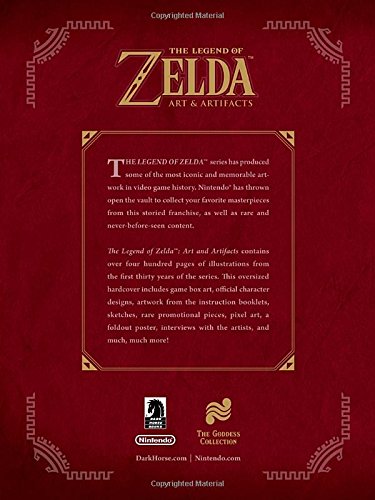 THE LEGEND OF
ZELDA™
ART & ARTIFACTS
THE LEGEND OF ZELDA™ series has produced
some of the most iconic and memorable art-
work in video game history. Nintendo® has thrown
open the vault to collect your favorite masterpieces
from this storied franchise, as well as rare and
never-before-seen content.
The Legend of Zelda™: Art and Artifacts contains
over four hundred pages of illustrations from
the first thirty years of the series. This oversized
hardcover includes game box art, official character
designs, artwork from the instruction booklets,
sketches, rare promotional pieces, pixel art, a
foldout poster, interviews with the artists, and
much, much more!
DARK
HORSE
BOOKS
Nintendo®
THE GODDESS
COLLECTION
DarkHorse.com | Nintendo.com
Copyrighted Material
Copyrighted Material